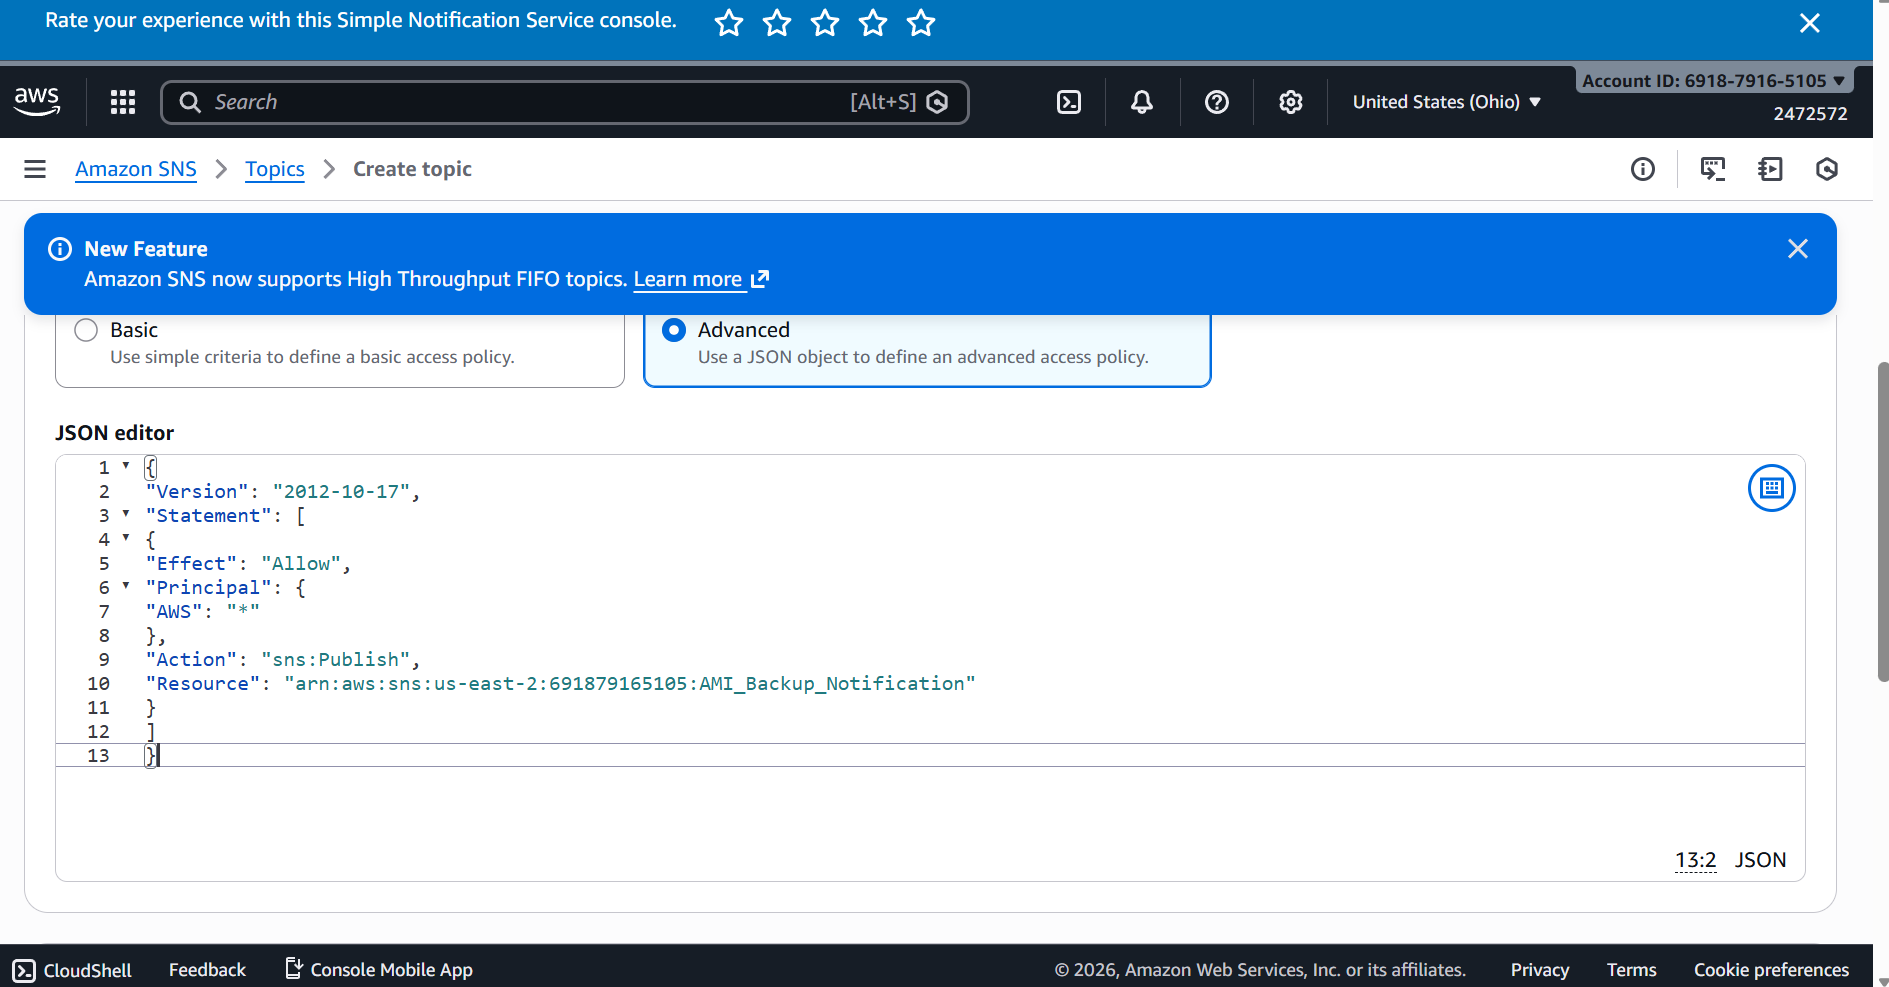 Rate your experience with this Simple Notification Service console.
aws
Search
[Alt+S]
United States (Ohio) ▼
Account ID: 6918-7916-5105 ▼
2472572
Amazon SNS > Topics > Create topic
New Feature
Amazon SNS now supports High Throughput FIFO topics. Learn more
Basic
Use simple criteria to define a basic access policy.
Advanced
Use a JSON object to define an advanced access policy.
JSON editor
1 {
2 "Version": "2012-10-17",
3 "Statement": [
4 {
5 "Effect": "Allow",
6 "Principal": {
7 "AWS": "*"
8 },
9 "Action": "sns:Publish",
10 "Resource": "arn:aws:sns:us-east-2:691879165105:AMI_Backup_Notification"
11 }
12 ]
13 }
13:2 JSON
CloudShell Feedback Console Mobile App © 2026, Amazon Web Services, Inc. or its affiliates. Privacy Terms Cookie preferences